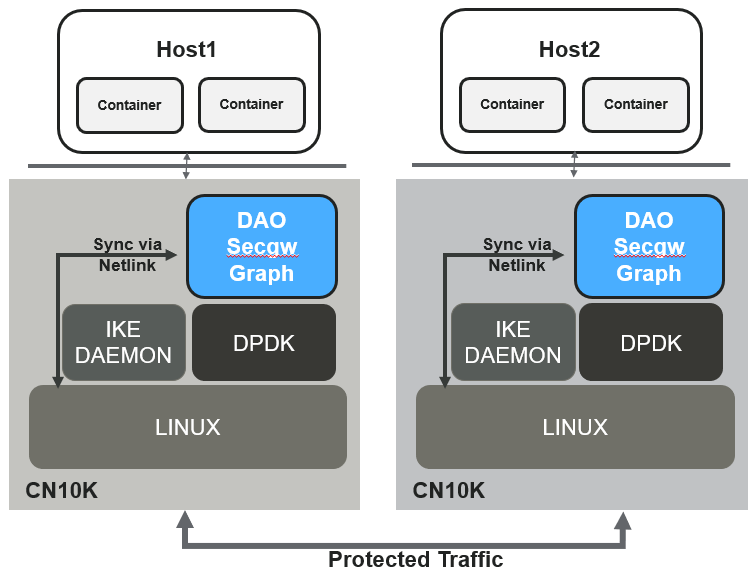 Host1
Container
Container
Host2
Container
Container
DAO
Secgw
Graph
Sync via
Netlink
IKE
DAEMON
DPDK
LINUX
CN10K
DAO
Secgw
Graph
Sync via
Netlink
IKE
DAEMON
DPDK
LINUX
CN10K
Protected Traffic